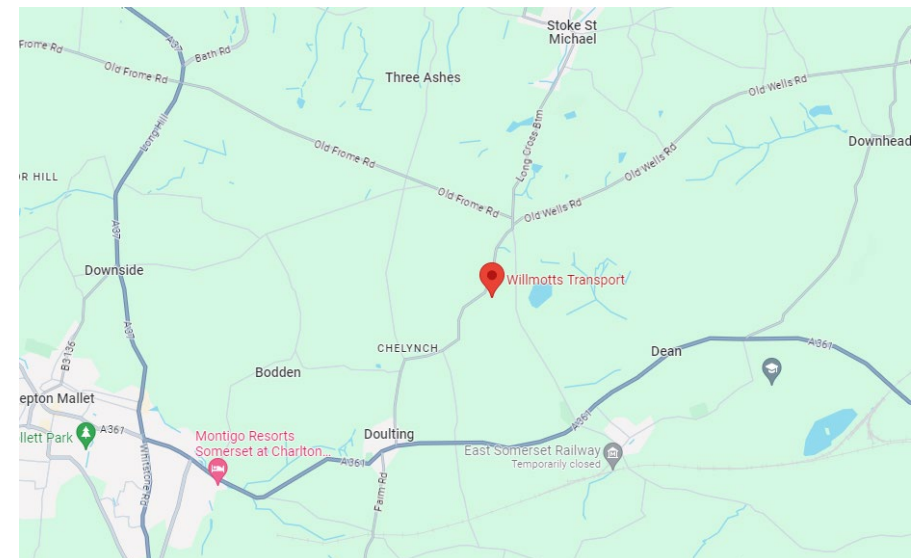 Stoke St
Michael
A37
Bath Rd
Frome Rd
Old Frome Rd
Three Ashes
Old Wells Rd
Long Hill
Long Cross Btm
Downhead
Old Frome Rd
Old Wells Rd
OR HILL
Old Frome Rd
Old Wells Rd
A37
Downside
Willmotts Transport
A37
B3136
CHELYNCH
A361
Dean
Bodden
epton Mallet
A361
llett Park
A361
Montigo Resorts
Somerset at Charlton...
Doulting
East Somerset Railway
Temporarily closed
A361
Whitstone Rd
Farm Rd